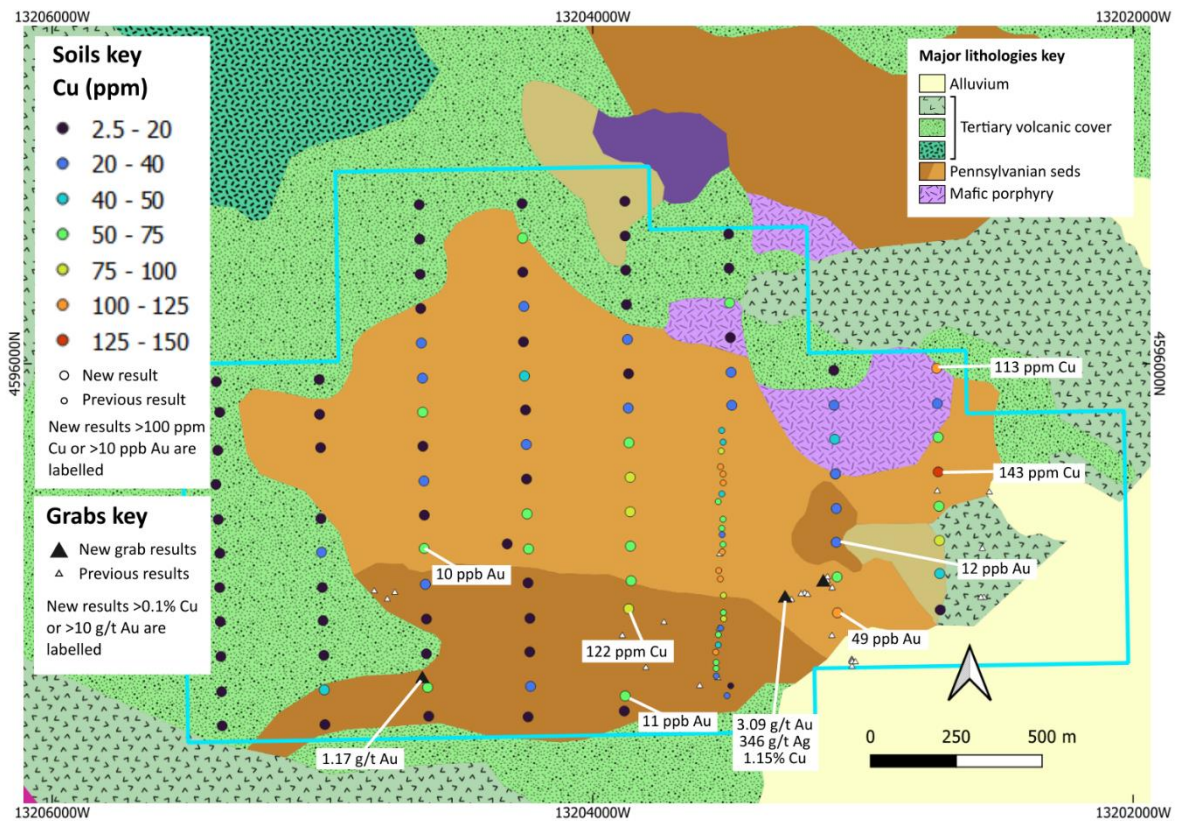 13206000W
13204000W
13202000W
Soils key
Cu (ppm)
2.5 - 20
20 - 40
40 - 50
50 - 75
75 - 100
100 - 125
125 - 150
New result
Previous result
New results >100 ppm
Cu or >10 ppb Au are
labelled
Grabs key
New grab results
Previous results
New results >0.1% Cu
or >10 g/t Au are
labelled
Major lithologies key
Alluvium
Tertiary volcanic cover
Pennsylvanian seds
Mafic porphyry
4596000N
4596000N
113 ppm Cu
143 ppm Cu
12 ppb Au
10 ppb Au
49 ppb Au
122 ppm Cu
11 ppb Au
3.09 g/t Au
346 g/t Ag
1.15% Cu
1.17 g/t Au
0
250
500 m
13206000W
13204000W
13202000W